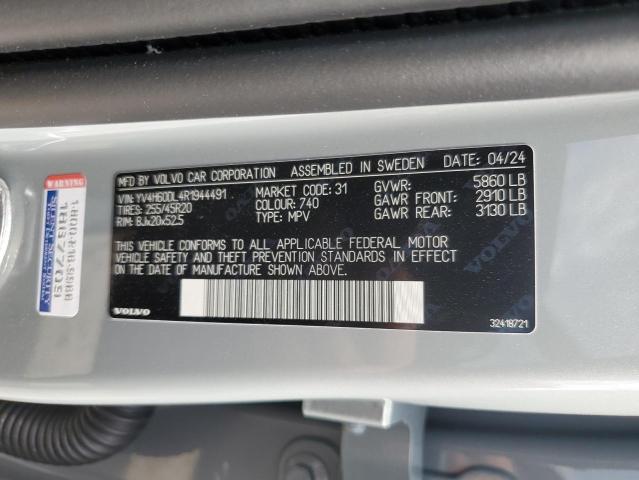 MFD BY VOLVO CAR CORPORATION ASSEMBLED IN SWEDEN DATE: 04/24
VIN: YV4H60DL4R1944491 MARKET CODE: 31 GVWR: 5860 LB
TIRES: 255/45R20 COLOUR: 740 GAWR FRONT: 2910 LB
RIM: 8Jx20x52,5 TYPE: MPV GAWR REAR: 3130 LB
THIS VEHICLE CONFORMS TO ALL APPLICABLE FEDERAL MOTOR
VEHICLE SAFETY AND THEFT PREVENTION STANDARDS IN EFFECT
ON THE DATE OF MANUFACTURE SHOWN ABOVE.
VOLVO
32418721
WARNING